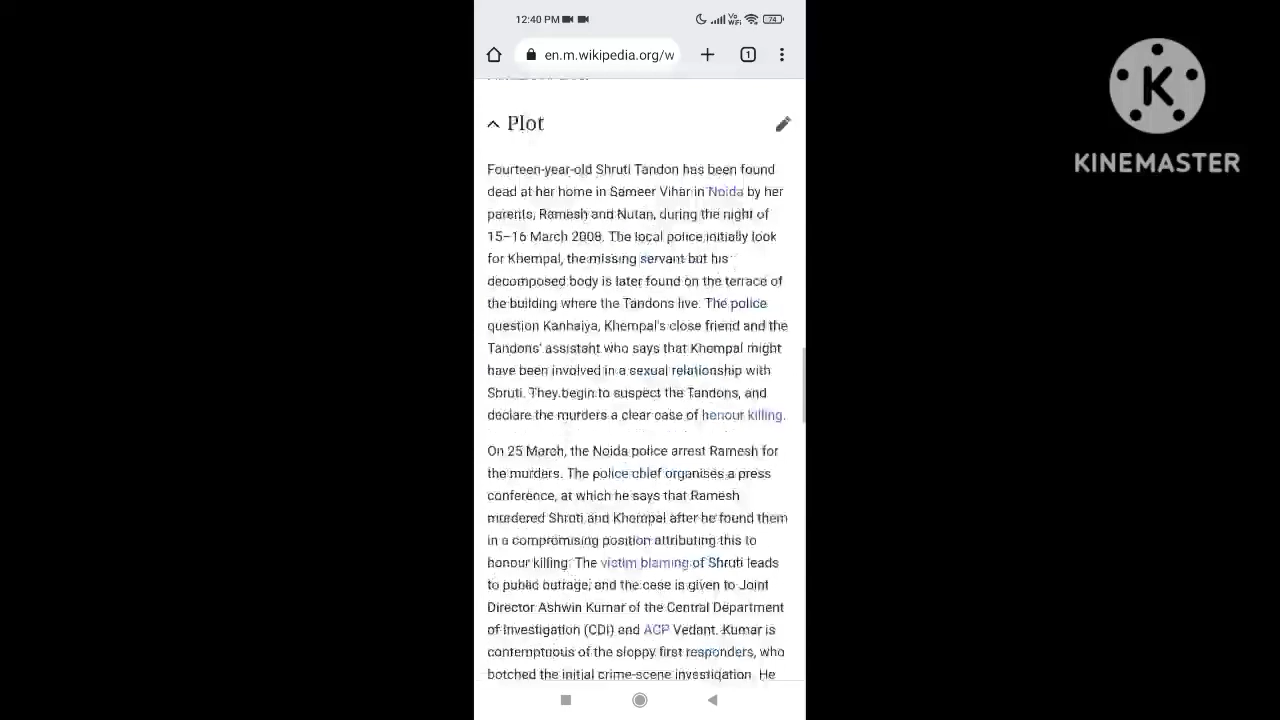 12:40 PM
Vo
WiFi
74
en.m.wikipedia.org/w
1
K
KINEMASTER
Plot
Fourteen-year-old Shruti Tandon has been found
dead at her home in Sameer Vihar in Noida by her
parents, Ramesh and Nutan, during the night of
15–16 March 2008. The local police initially look
for Khempal, the missing servant but his
decomposed body is later found on the terrace of
the building where the Tandons live. The police
question Kanhaiya, Khempal's close friend and the
Tandons' assistant who says that Khempal might
have been involved in a sexual relationship with
Shruti. They begin to suspect the Tandons, and
declare the murders a clear case of honour killing.
On 25 March, the Noida police arrest Ramesh for
the murders. The police chief organises a press
conference, at which he says that Ramesh
murdered Shruti and Khempal after he found them
in a compromising position attributing this to
honour killing. The victim blaming of Shruti leads
to public outrage, and the case is given to Joint
Director Ashwin Kumar of the Central Department
of Investigation (CDI) and ACP Vedant. Kumar is
contemptuous of the sloppy first responders, who
botched the initial crime-scene investigation. He